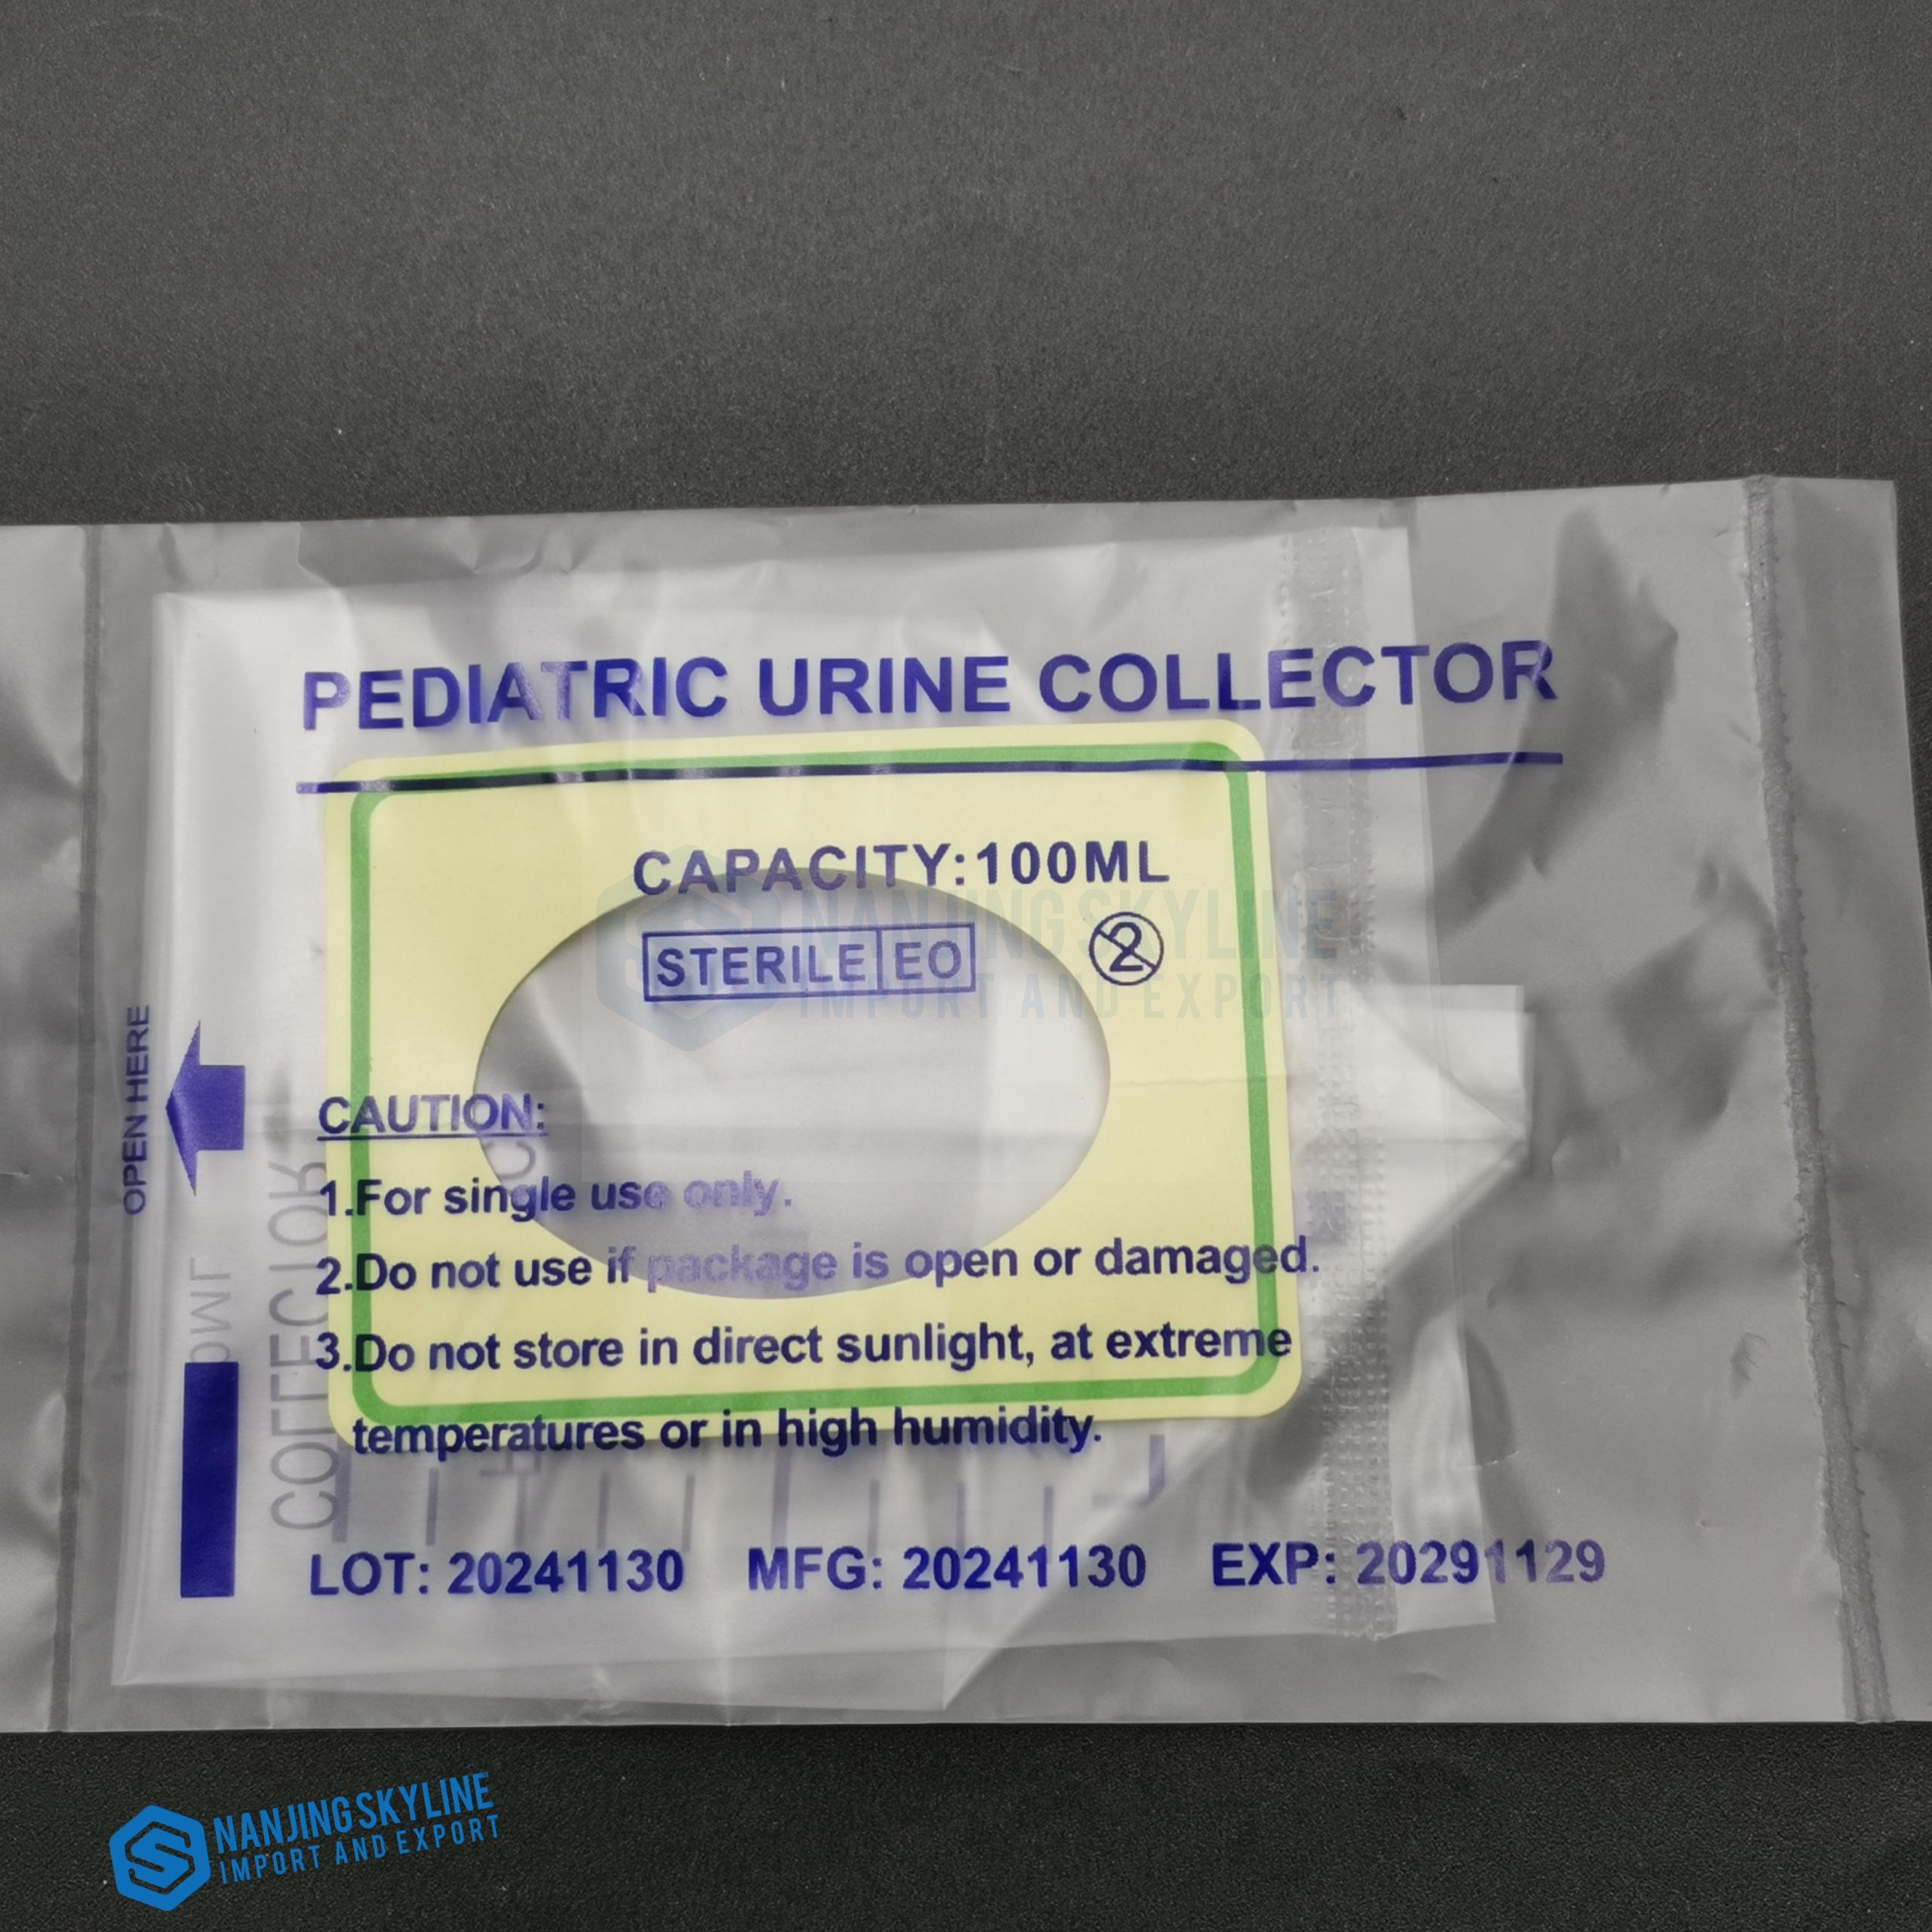 PEDIATRIC URINE COLLECTOR
CAPACITY:100ML
STERILE EO
2
NANJING SKYLINE
IMPORT AND EXPORT
OPEN HERE
CAUTION:
1.For single use only.
2.Do not use if package is open or damaged.
3.Do not store in direct sunlight, at extreme
temperatures or in high humidity.
COLLECTOR
LOT: 20241130 MFG: 20241130 EXP: 20291129
NANJING SKYLINE
IMPORT AND EXPORT